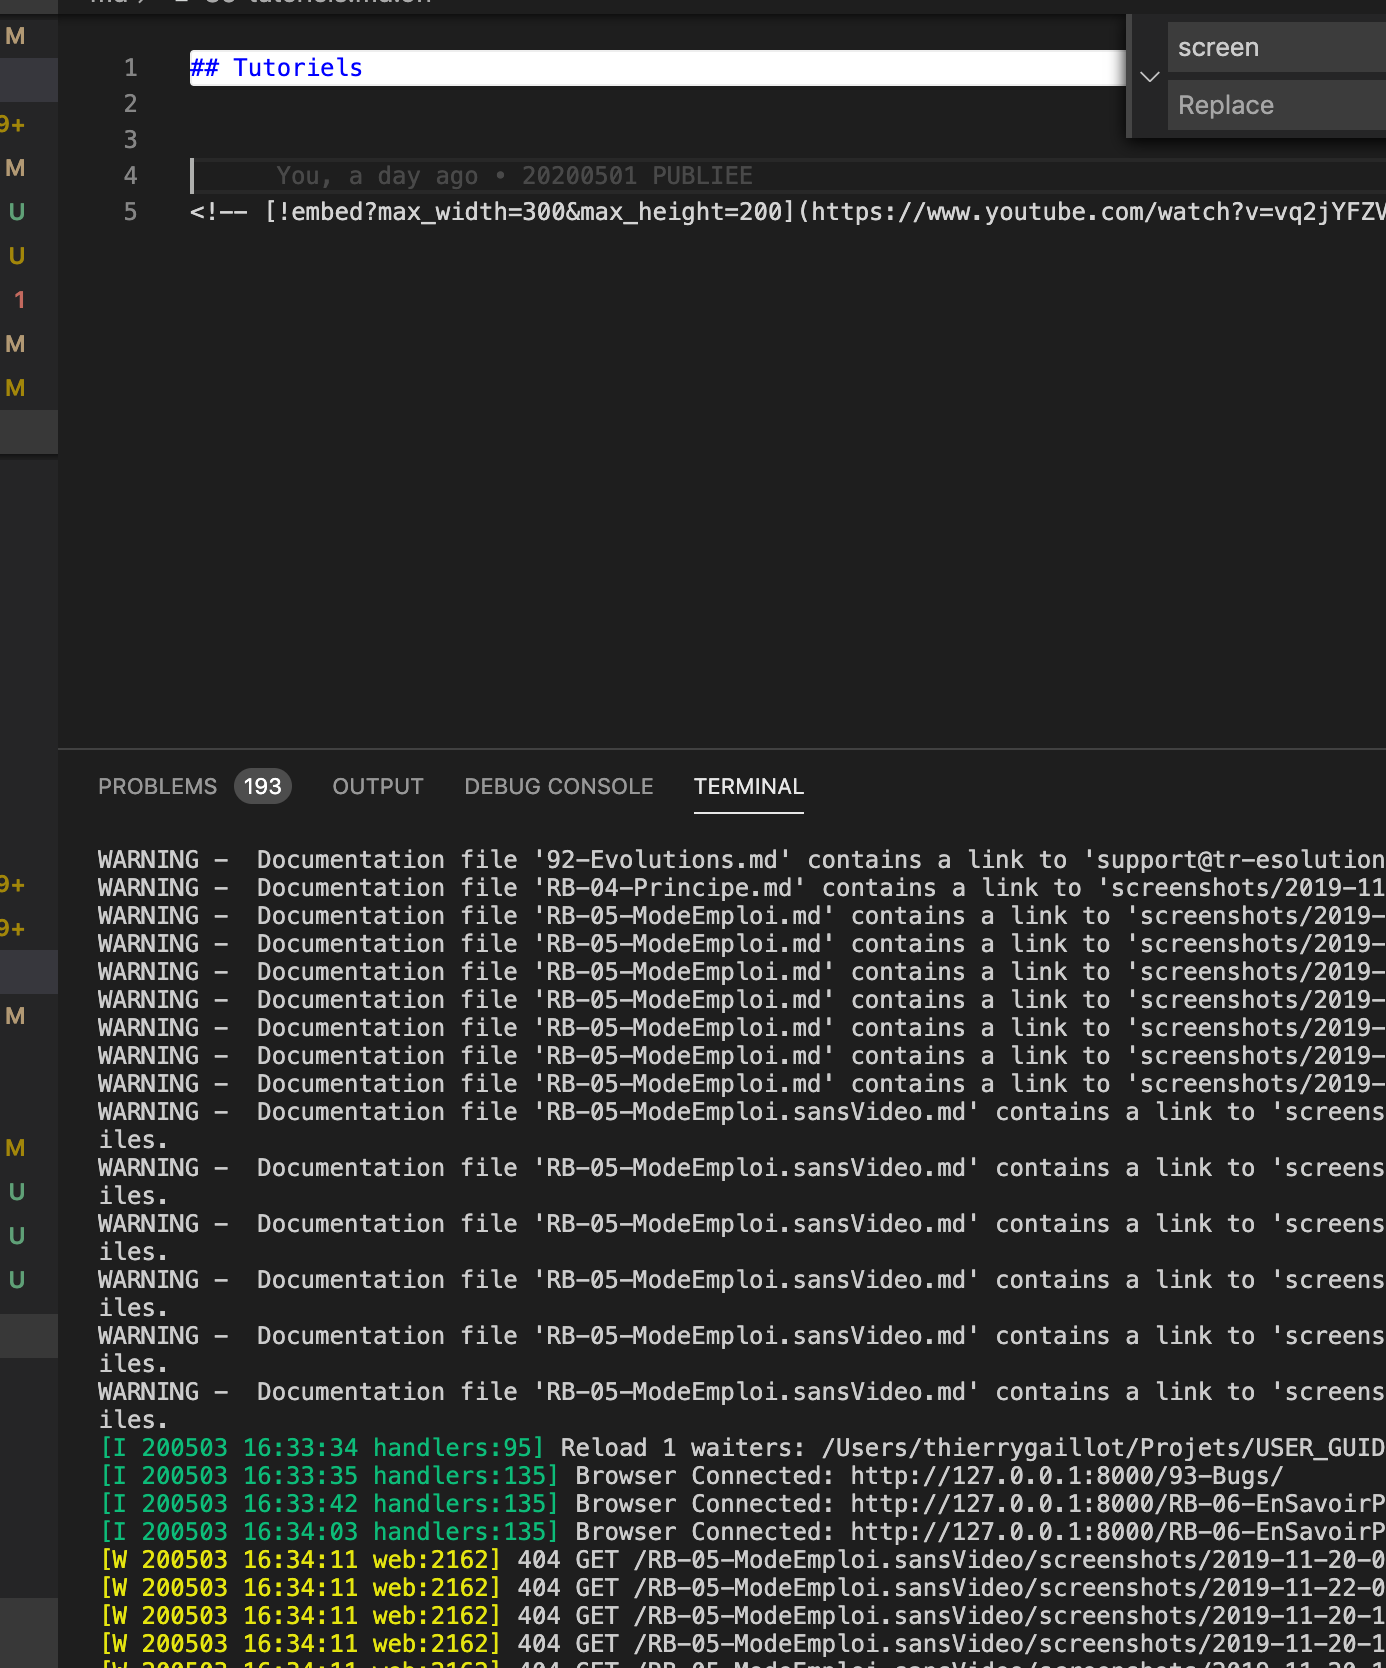 M
9+
M
U
U
1
M
M
screen
Replace
1 ## Tutoriels
2
3
4 You, a day ago • 20200501 PUBLIEE
5 <!-- [!embed?max_width=300&max_height=200](https://www.youtube.com/watch?v=vq2jYFZV
PROBLEMS 193 OUTPUT DEBUG CONSOLE TERMINAL
9+
9+
M
M
U
U
U
WARNING -  Documentation file '92-Evolutions.md' contains a link to 'support@tr-esolution
WARNING -  Documentation file 'RB-04-Principe.md' contains a link to 'screenshots/2019-11
WARNING -  Documentation file 'RB-05-ModeEmploi.md' contains a link to 'screenshots/2019-
WARNING -  Documentation file 'RB-05-ModeEmploi.md' contains a link to 'screenshots/2019-
WARNING -  Documentation file 'RB-05-ModeEmploi.md' contains a link to 'screenshots/2019-
WARNING -  Documentation file 'RB-05-ModeEmploi.md' contains a link to 'screenshots/2019-
WARNING -  Documentation file 'RB-05-ModeEmploi.md' contains a link to 'screenshots/2019-
WARNING -  Documentation file 'RB-05-ModeEmploi.md' contains a link to 'screenshots/2019-
WARNING -  Documentation file 'RB-05-ModeEmploi.md' contains a link to 'screenshots/2019-
WARNING -  Documentation file 'RB-05-ModeEmploi.sansVideo.md' contains a link to 'screens
iles.
WARNING -  Documentation file 'RB-05-ModeEmploi.sansVideo.md' contains a link to 'screens
iles.
WARNING -  Documentation file 'RB-05-ModeEmploi.sansVideo.md' contains a link to 'screens
iles.
WARNING -  Documentation file 'RB-05-ModeEmploi.sansVideo.md' contains a link to 'screens
iles.
WARNING -  Documentation file 'RB-05-ModeEmploi.sansVideo.md' contains a link to 'screens
iles.
WARNING -  Documentation file 'RB-05-ModeEmploi.sansVideo.md' contains a link to 'screens
iles.
[I 200503 16:33:34 handlers:95] Reload 1 waiters: /Users/thierrygaillot/Projets/USER_GUID
[I 200503 16:33:35 handlers:135] Browser Connected: http://127.0.0.1:8000/93-Bugs/
[I 200503 16:33:42 handlers:135] Browser Connected: http://127.0.0.1:8000/RB-06-EnSavoirP
[I 200503 16:34:03 handlers:135] Browser Connected: http://127.0.0.1:8000/RB-06-EnSavoirP
[W 200503 16:34:11 web:2162] 404 GET /RB-05-ModeEmploi.sansVideo/screenshots/2019-11-20-0
[W 200503 16:34:11 web:2162] 404 GET /RB-05-ModeEmploi.sansVideo/screenshots/2019-11-22-0
[W 200503 16:34:11 web:2162] 404 GET /RB-05-ModeEmploi.sansVideo/screenshots/2019-11-20-1
[W 200503 16:34:11 web:2162] 404 GET /RB-05-ModeEmploi.sansVideo/screenshots/2019-11-20-1